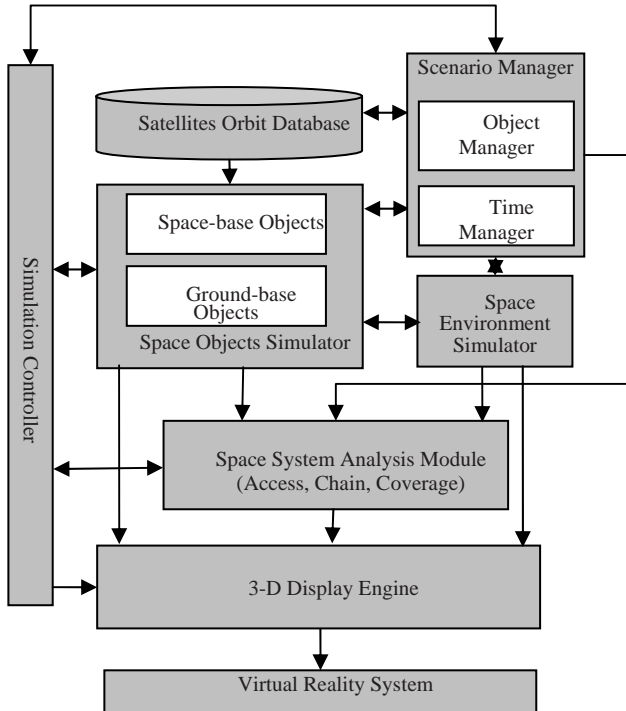 Scenario Manager
Satellites Orbit Database
Object
Manager
Space-base Objects
Time
Manager
Ground-base
Objects
Space Objects Simulator
Space
Environment
Simulator
Simulation Controller
Space System Analysis Module
(Access, Chain, Coverage)
3-D Display Engine
Virtual Reality System